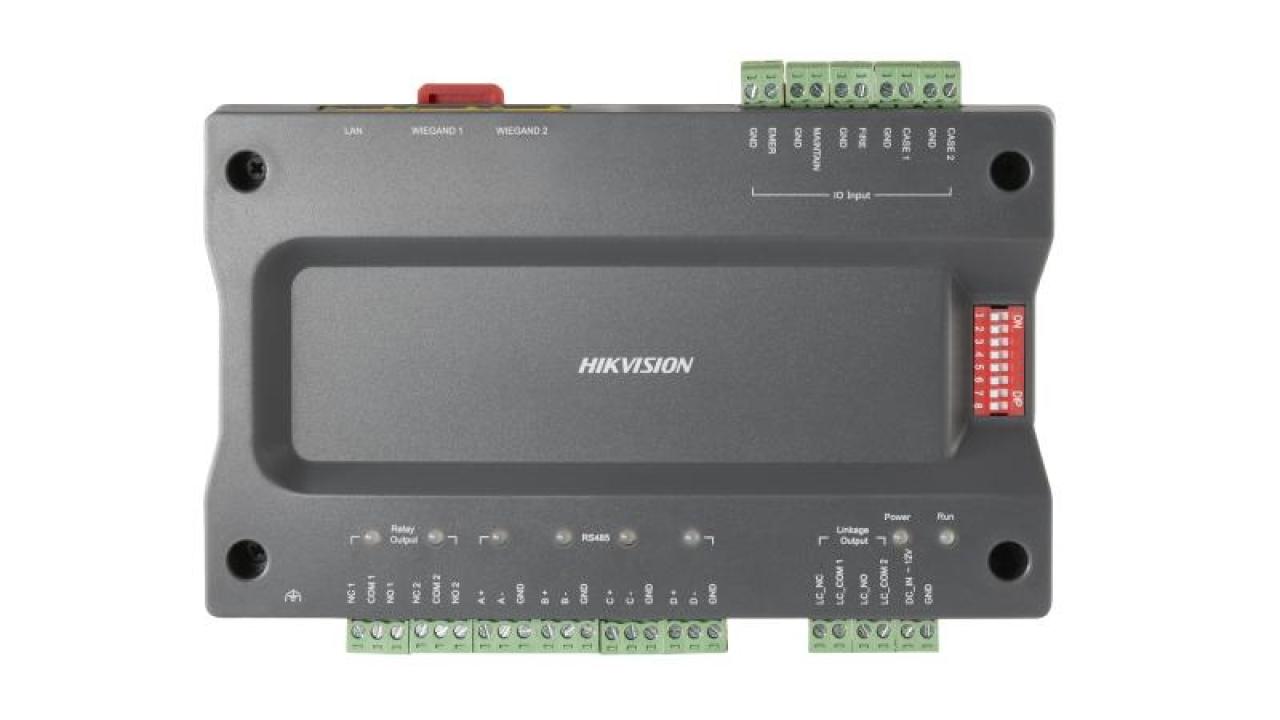 LAN WIEGAND 1 WIEGAND 2
GND EMER GND MAINTAIN GND FIRE GND CASE 1 GND CASE 2
IO Input
ON
1 2 3 4 5 6 7 8
DIP
HIKVISION
Relay
Output
RS485
Linkage
Output
Power
Run
NC 1 COM 1 NO 1 NC 2 COM 2 NO 2 A + A - GND B + B - GND C + C - GND D + D - GND
LC_NC LC_COM 1 LC_NO LC_COM 2 DC_IN - 12V GND